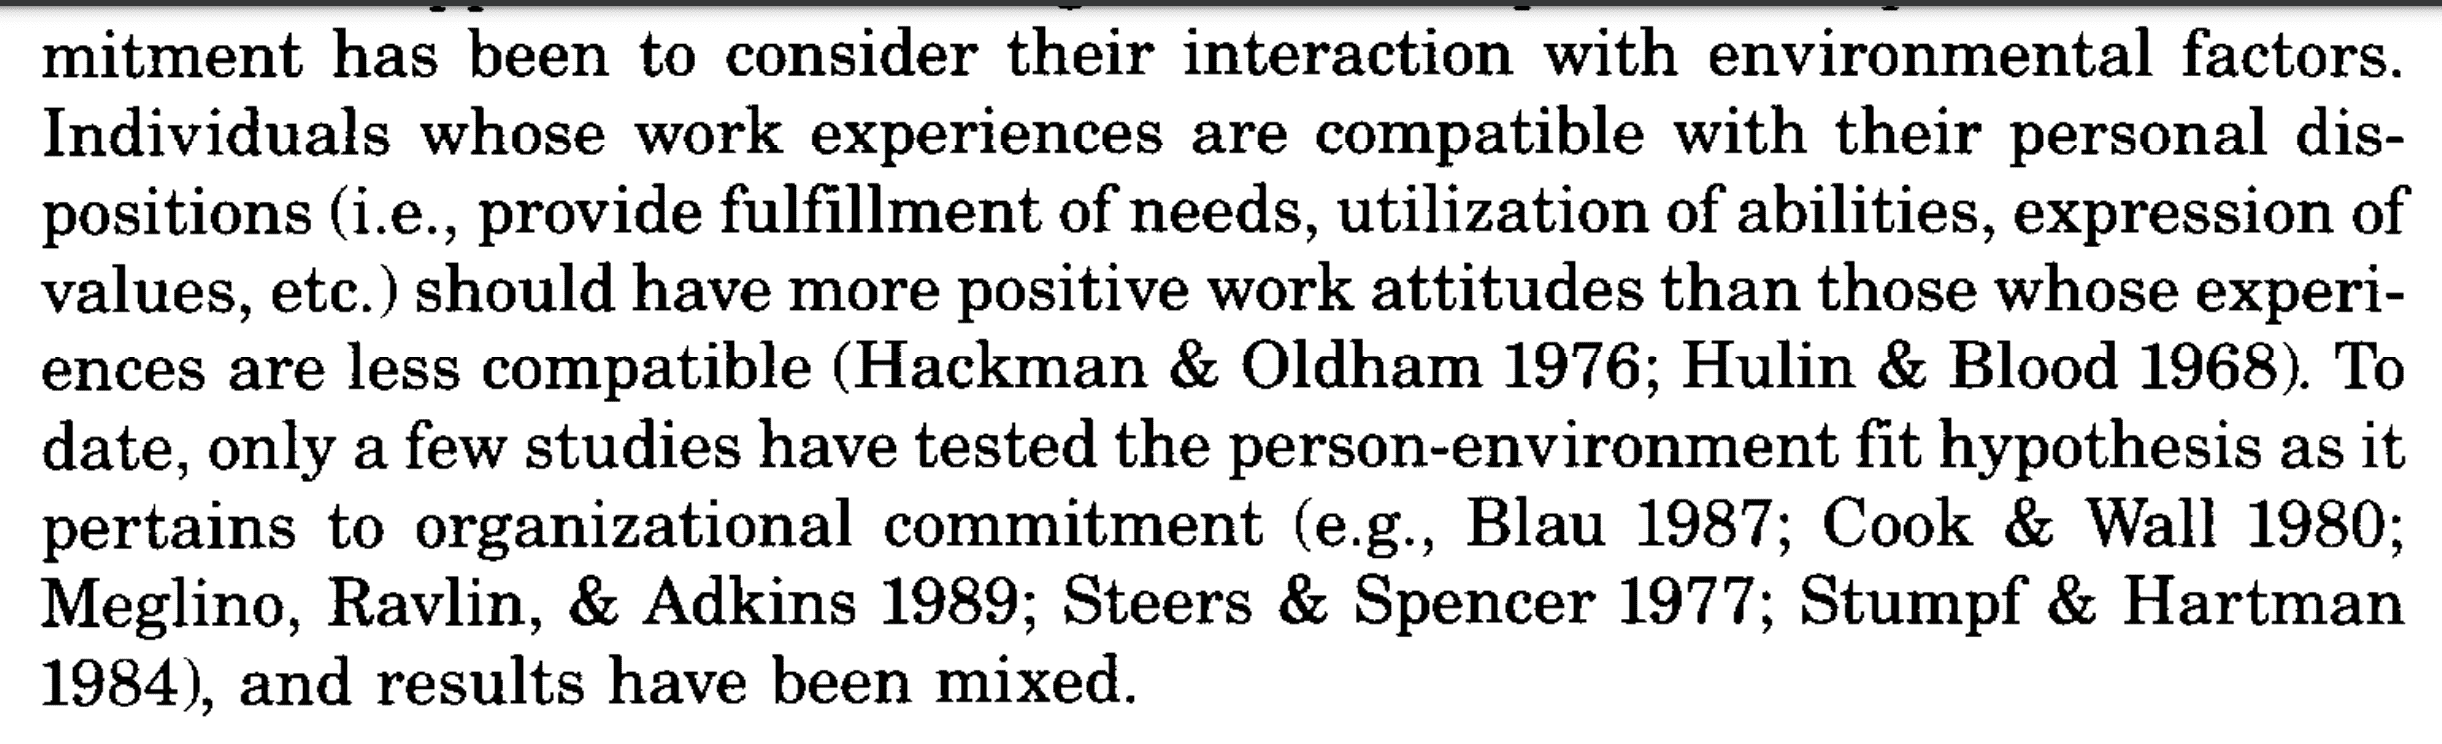 mitment has been to consider their interaction with environmental factors.
Individuals whose work experiences are compatible with their personal dis-
positions (i.e., provide fulfillment of needs, utilization of abilities, expression of
values, etc.) should have more positive work attitudes than those whose experi-
ences are less compatible (Hackman & Oldham 1976; Hulin & Blood 1968). To
date, only a few studies have tested the person-environment fit hypothesis as it
pertains to organizational commitment (e.g., Blau 1987; Cook & Wall 1980;
Meglino, Ravlin, & Adkins 1989; Steers & Spencer 1977; Stumpf & Hartman
1984), and results have been mixed.